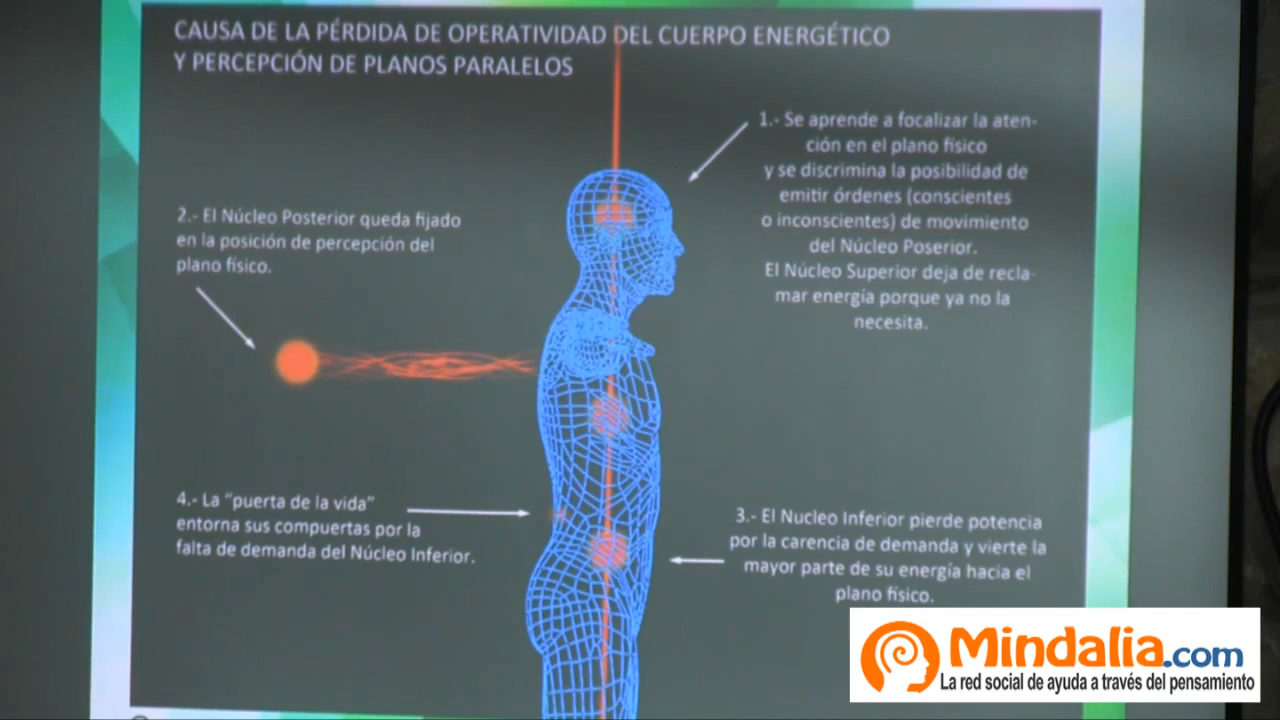 CAUSA DE LA PÉRDIDA DE OPERATIVIDAD DEL CUERPO ENERGÉTICO
Y PERCEPCIÓN DE PLANOS PARALELOS
1.- Se aprende a focalizar la aten-
ción en el plano físico
y se discrimina la posibilidad de
emitir órdenes (conscientes
o inconscientes) de movimiento
del Núcleo Poserior.
El Núcleo Superior deja de recla-
mar energía porque ya no la
necesita.
2.- El Núcleo Posterior queda fijado
en la posición de percepción del
plano físico.
4.- La “puerta de la vida”
entorna sus compuertas por la
falta de demanda del Núcleo Inferior.
3.- El Nucleo Inferior pierde potencia
por la carencia de demanda y vierte la
mayor parte de su energía hacia el
plano físico.
Mindalia.com
La red social de ayuda a través del pensamiento